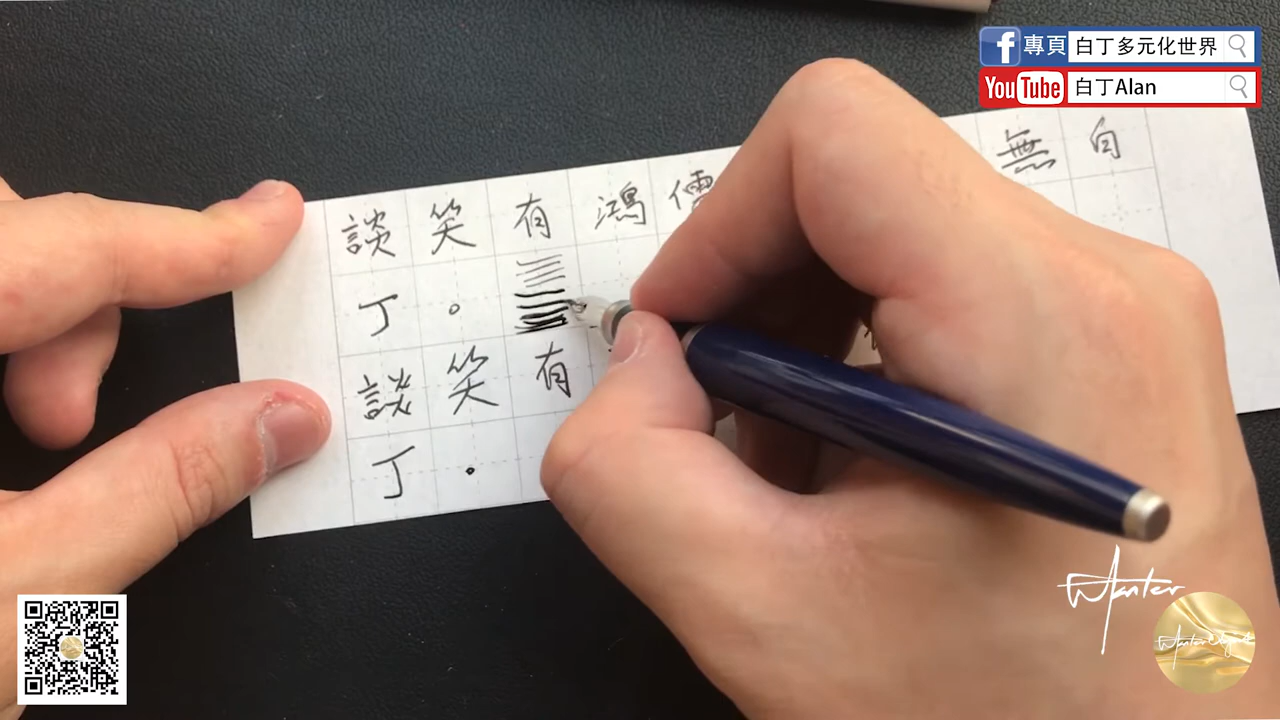 專頁 白丁多元化世界
YouTube 白丁Alan
談笑有鴻儒 無白
丁。
談笑有
丁.
Wanter